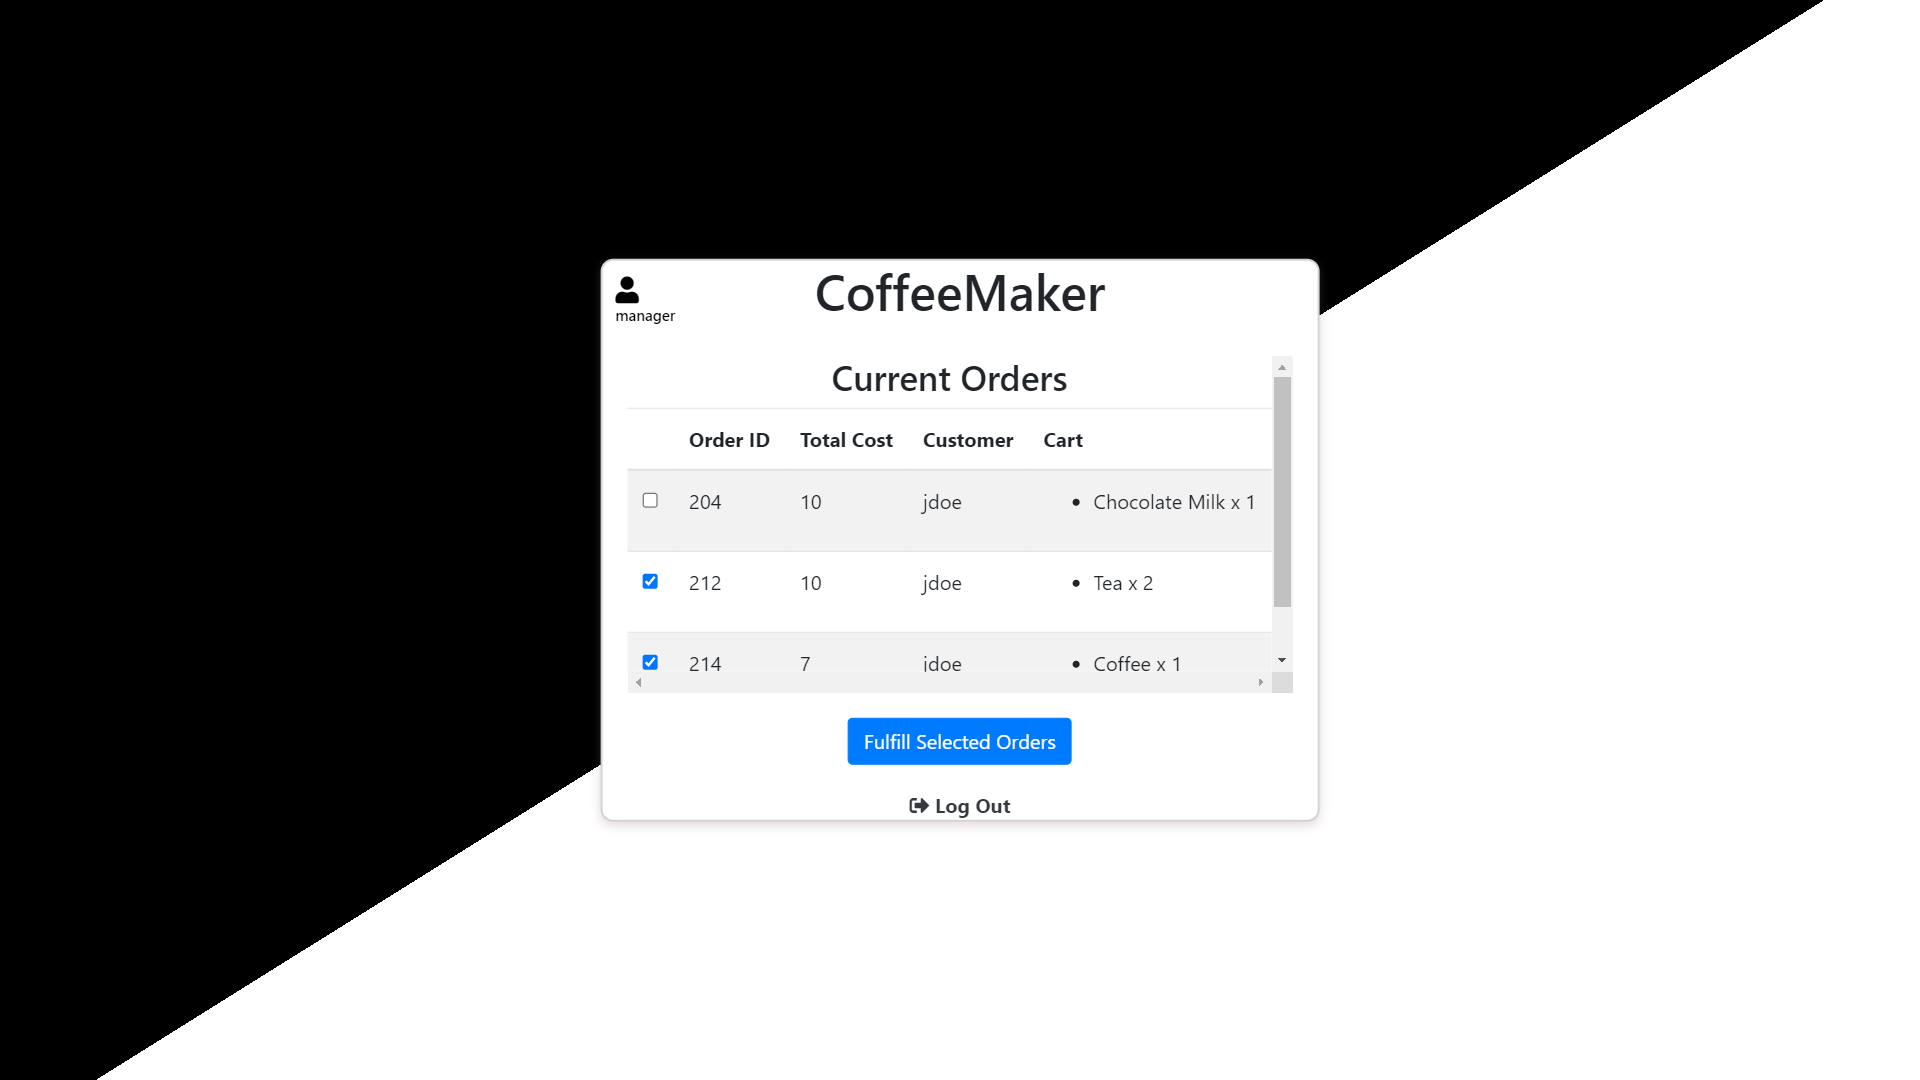 CoffeeMaker
manager
Current Orders
Order ID Total Cost Customer Cart
204 10 jdoe • Chocolate Milk x 1
212 10 jdoe • Tea x 2
214 7 jdoe • Coffee x 1
Fulfill Selected Orders
Log Out